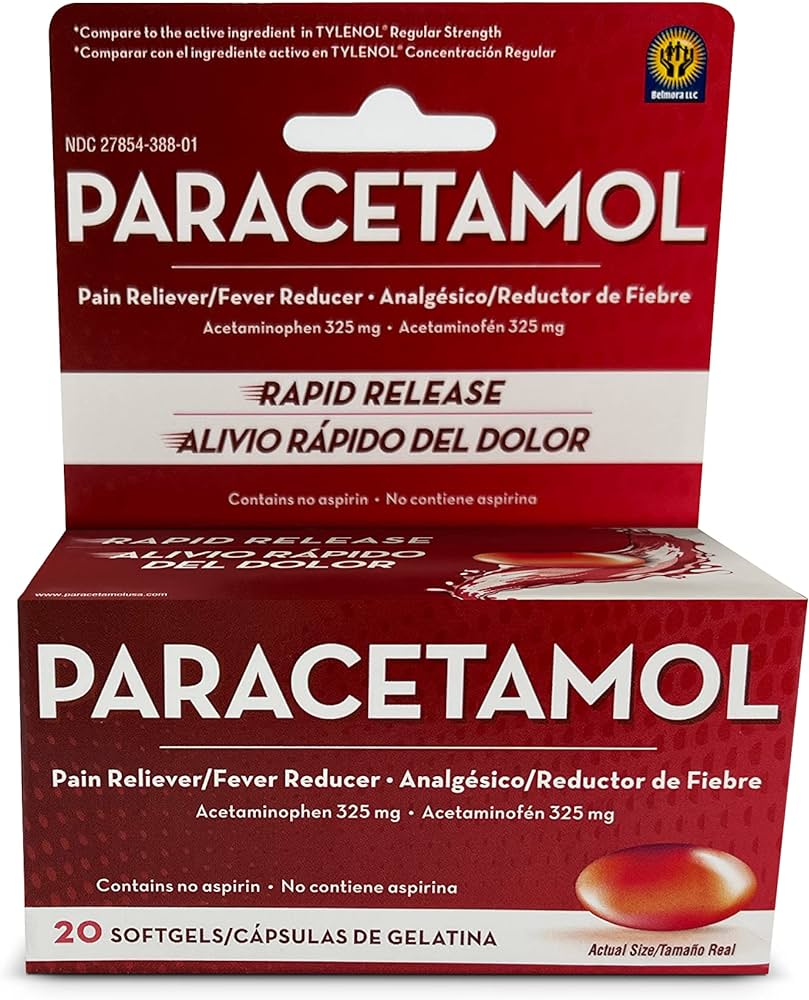 *Compare to the active ingredient in TYLENOL® Regular Strength
*Comparar con el ingrediente activo en TYLENOL® Concentración Regular
Belmora LLC
NDC 27854-388-01
PARACETAMOL
Pain Reliever/Fever Reducer • Analgésico/Reductor de Fiebre
Acetaminophen 325 mg • Acetaminofén 325 mg
RAPID RELEASE
ALIVIO RÁPIDO DEL DOLOR
Contains no aspirin • No contiene aspirina
RAPID RELEASE
ALIVIO RÁPIDO
DEL DOLOR
www.paracetamolusa.com
PARACETAMOL
Pain Reliever/Fever Reducer • Analgésico/Reductor de Fiebre
Acetaminophen 325 mg • Acetaminofén 325 mg
Contains no aspirin • No contiene aspirina
20 SOFTGELS/CÁPSULAS DE GELATINA
Actual Size/Tamaño Real